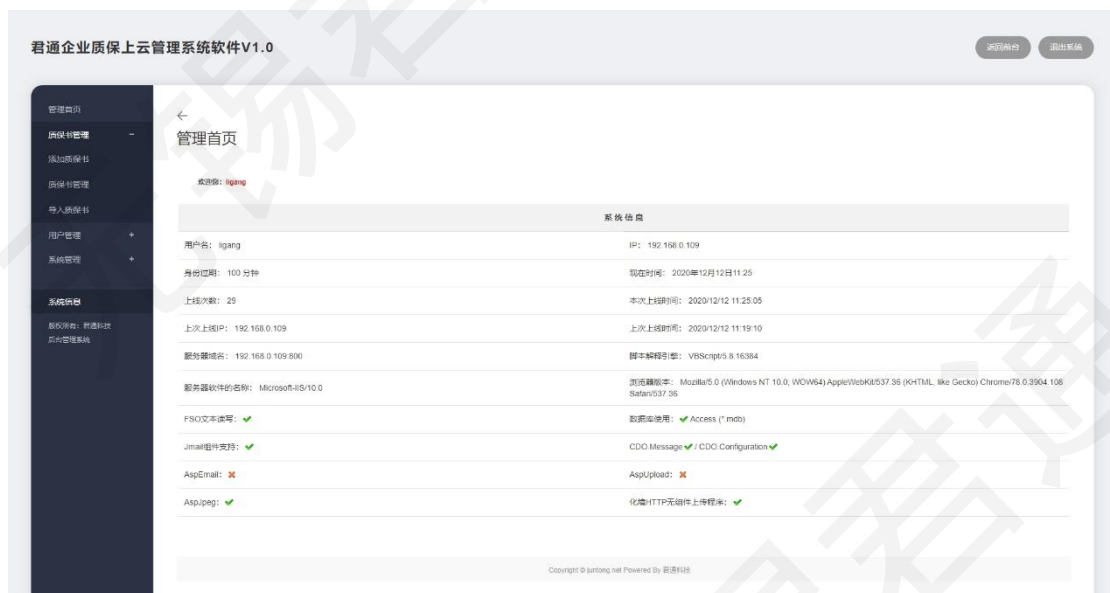 君通企业质保上云管理系统软件V1.0
返回前台
退出系统
管理首页
质保书管理 -
添加质保书
质保书管理
导入质保书
用户管理 +
系统管理 +
系统信息
版权所有：君通科技
后台管理系统
←
管理首页
欢迎您：ligang
系统信息
用户名： ligang
IP： 192.168.0.109
身份过期： 100 分钟
现在时间： 2020年12月12日11:25
上线次数： 29
本次上线时间： 2020/12/12 11:25:05
上次上线IP： 192.168.0.109
上次上线时间： 2020/12/12 11:19:10
服务器域名： 192.168.0.109:800
脚本解释引擎： VBScript/5.8.16384
服务器软件的名称： Microsoft-IIS/10.0
浏览器版本： Mozilla/5.0 (Windows NT 10.0; WOW64) AppleWebKit/537.36 (KHTML, like Gecko) Chrome/78.0.3904.108
Safari/537.36
FSO文本读写： ✔
数据库使用： ✔ Access (*.mdb)
Jmail组件支持： ✔
CDO.Message ✔ / CDO.Configuration ✔
AspEmail： ✖
AspUpload： ✖
AspJpeg： ✔
化境HTTP无组件上传程序： ✔
Copyright © juntong.net Powered By 君通科技
无锡君
君通